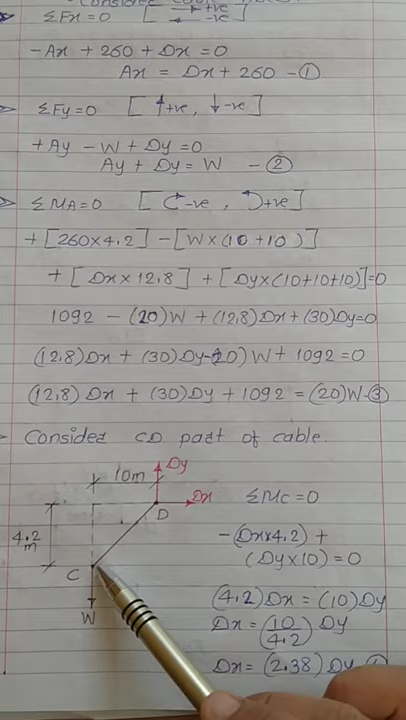 ΣFx=0 [ → +ve ← -ve ]
-Ax + 260 + Dx = 0
Ax = Dx + 260 - ①
ΣFy=0 [ ↑+ve, ↓-ve ]
+Ay - W + Dy = 0
Ay + Dy = W - ②
ΣMA=0 [ ↻-ve, ↺+ve ]
+[260×4.2] - [W×(10+10)]
+[Dx×12.8] + [Dy×(10+10+10)]=0
1092 - (20)W + (12.8)Dx + (30)Dy=0
(12.8)Dx + (30)Dy-(20)W + 1092 = 0
(12.8)Dx + (30)Dy + 1092 = (20)W-③
Consider CD part of cable.
10m
Dy
Dx
D
4.2
m
C
W
ΣMc = 0
-(Dx×4.2) +
(Dy×10) = 0
(4.2)Dx = (10)Dy
Dx = (10/4.2) Dy
Dx = (2.38) Dy